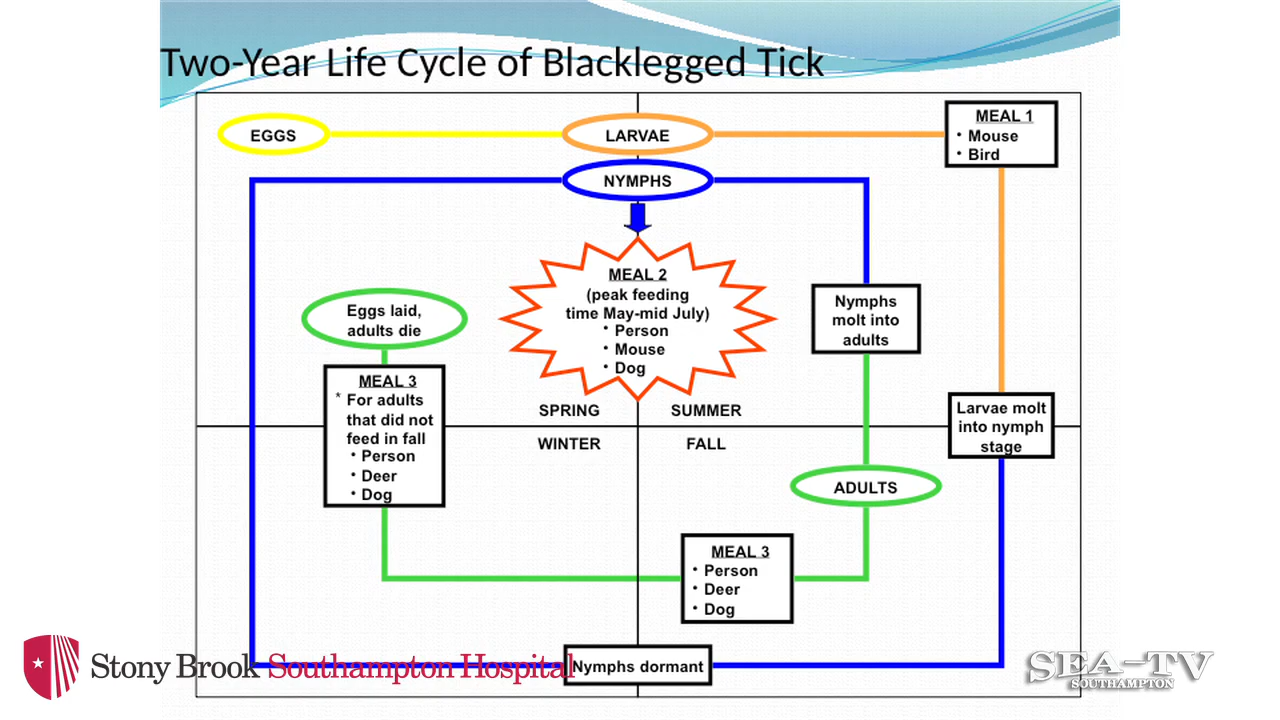 Two-Year Life Cycle of Blacklegged Tick
EGGS
LARVAE
MEAL 1
• Mouse
• Bird
NYMPHS
MEAL 2
(peak feeding
time May-mid July)
• Person
• Mouse
• Dog
Nymphs
molt into
adults
Eggs laid,
adults die
MEAL 3
* For adults
that did not
feed in fall
• Person
• Deer
• Dog
SPRING
SUMMER
WINTER
FALL
Larvae molt
into nymph
stage
ADULTS
MEAL 3
• Person
• Deer
• Dog
Nymphs dormant
Stony Brook Southampton Hospital
SEA-TV
SOUTHAMPTON